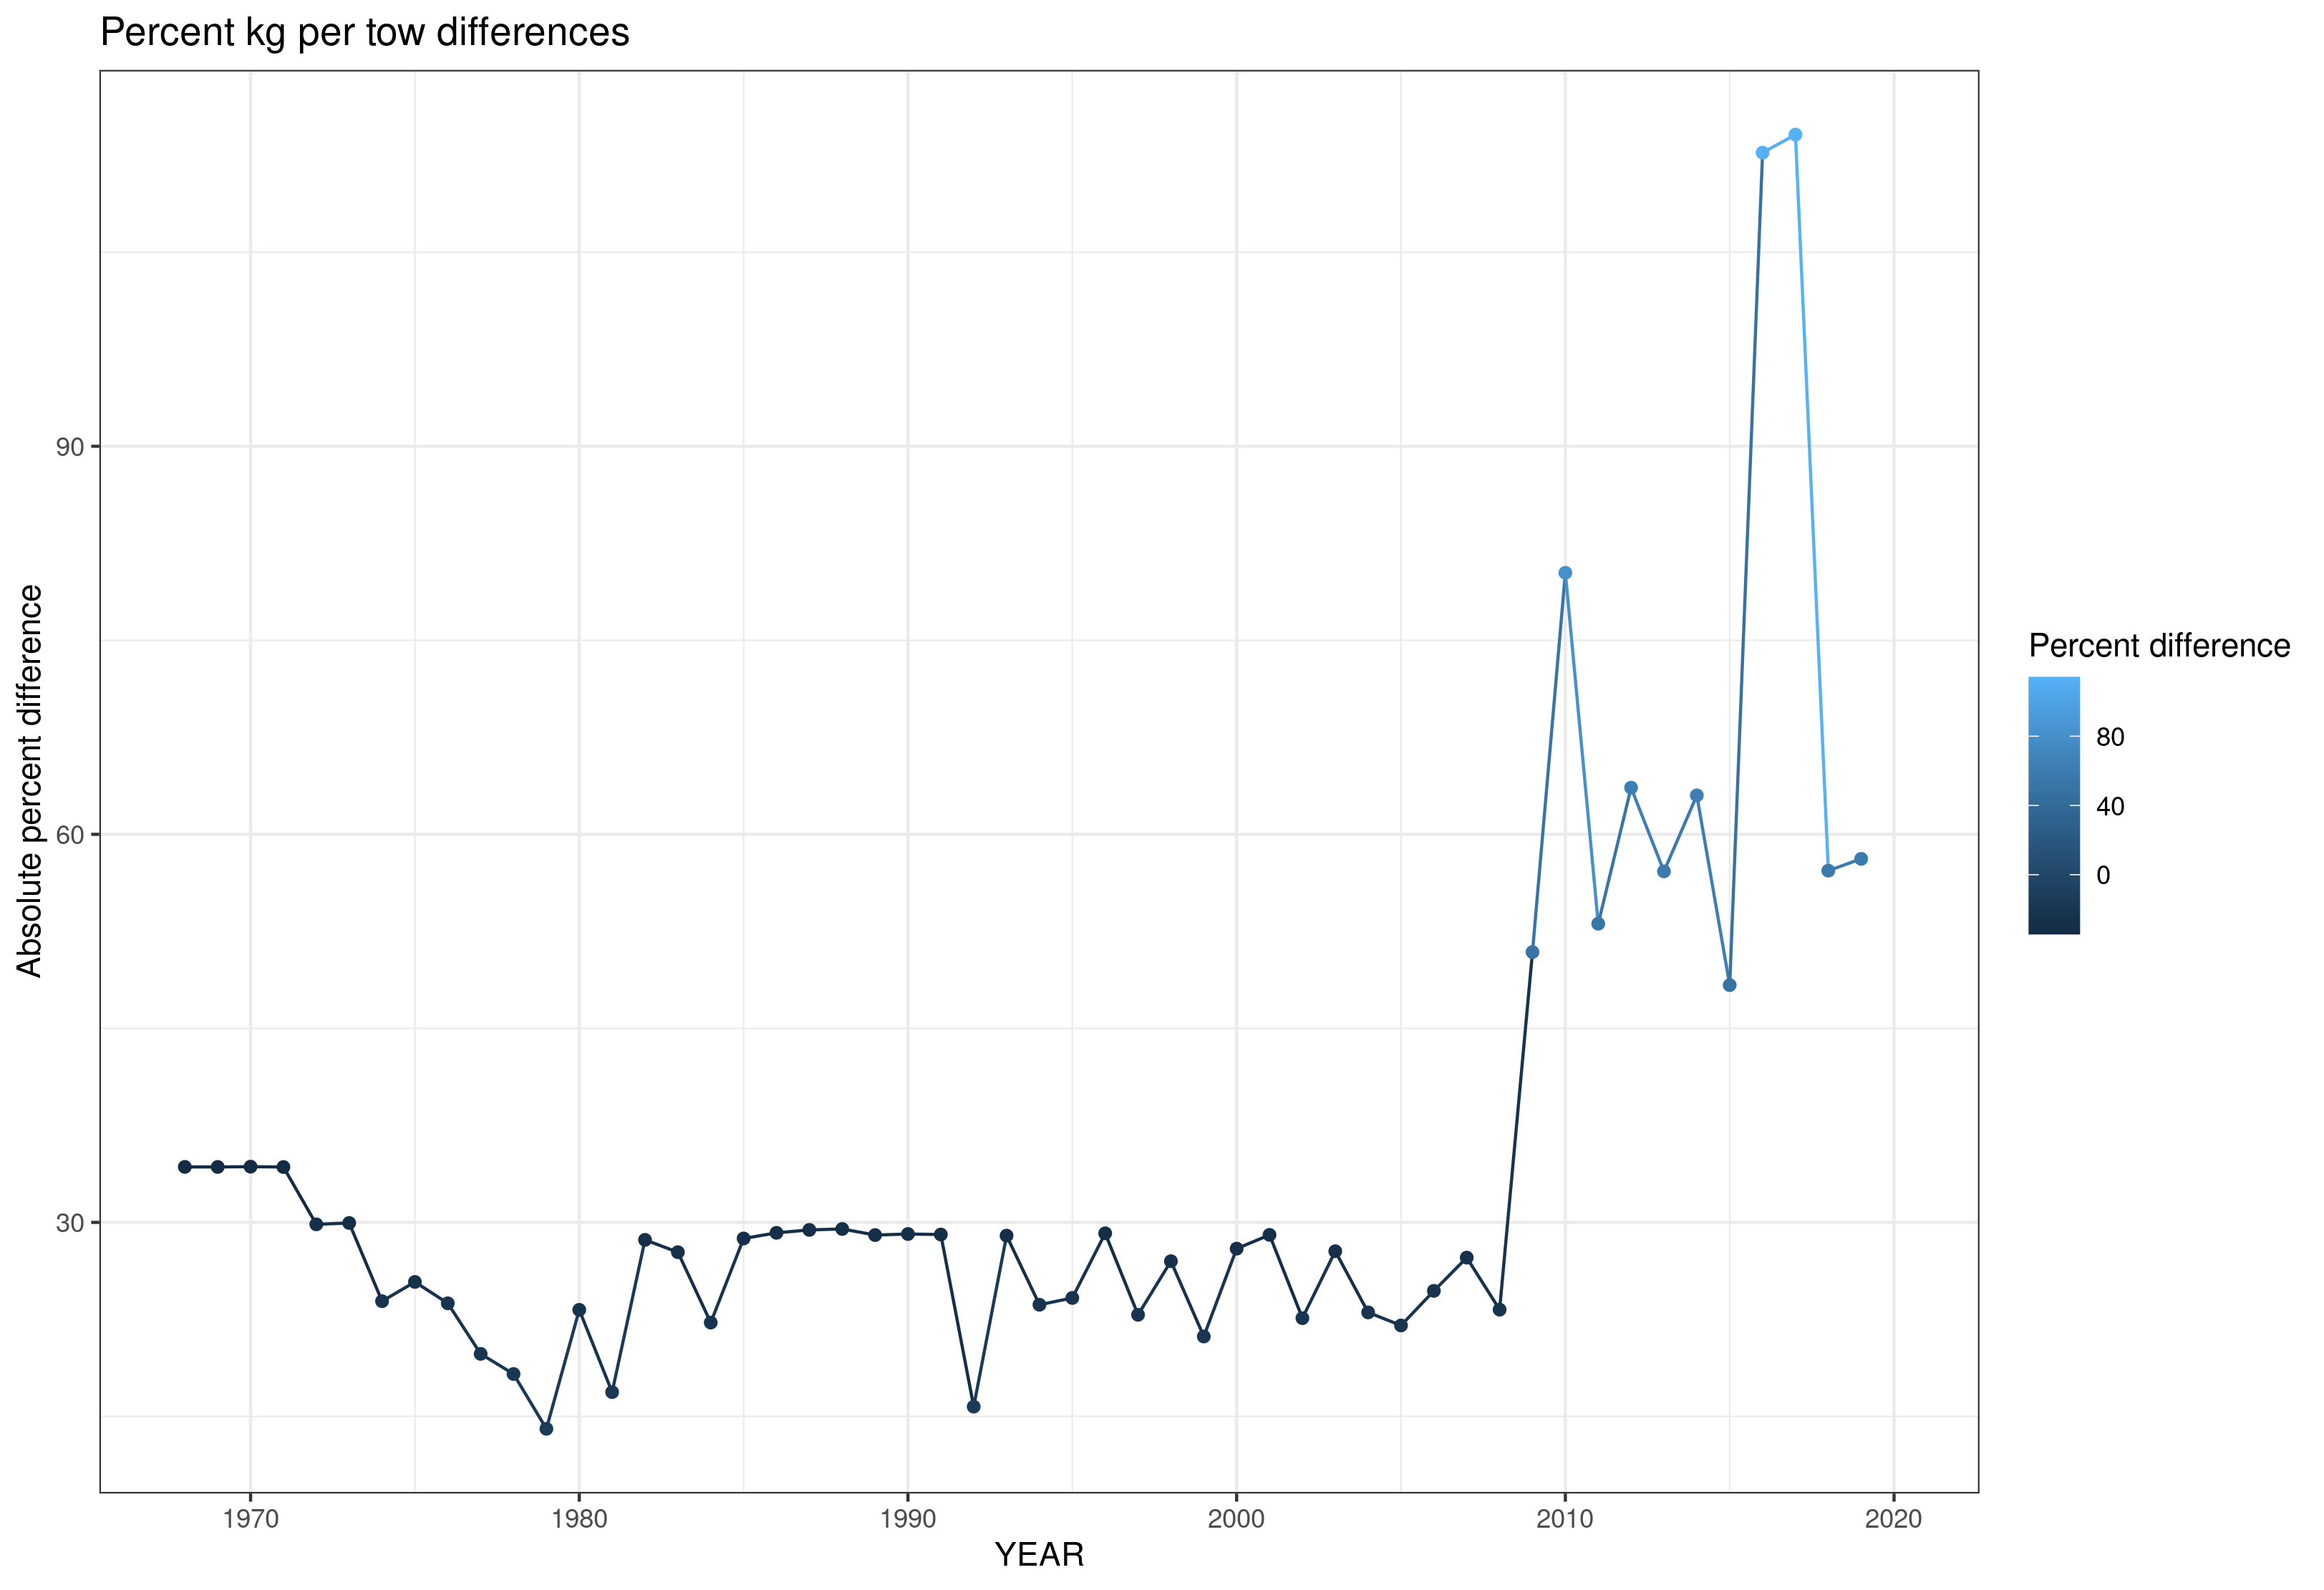 Percent kg per tow differences
Absolute percent difference
90
60
30
1970 1980 1990 2000 2010 2020
YEAR
Percent difference
80
40
0